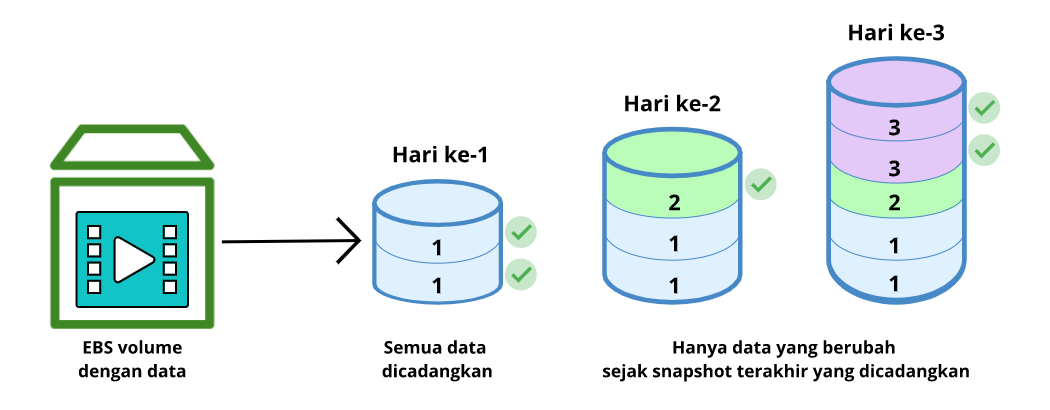 Hari ke-3
Hari ke-2
Hari ke-1
3
3
2
2
1
1
1
1
1
1
EBS volume
dengan data
Semua data
dicadangkan
Hanya data yang berubah
sejak snapshot terakhir yang dicadangkan